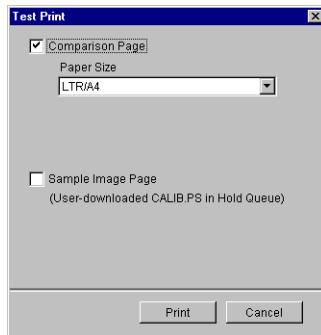 Test Print
Comparison Page
Paper Size
LTR/A4
Sample Image Page
(User-downloaded CALIB.PS in Hold Queue)
Print Cancel